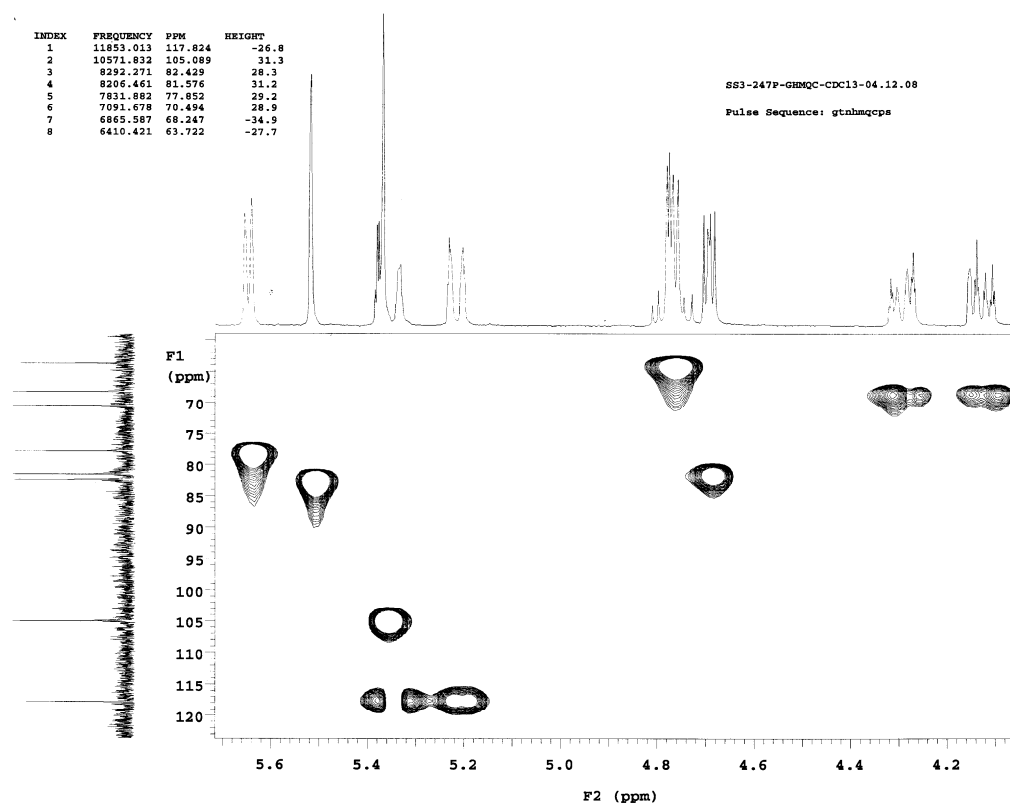 INDEX FREQUENCY PPM HEIGHT
1 11853.013 117.824 -26.8
2 10571.832 105.089 31.3
3 8292.271 82.429 28.3
4 8206.461 81.576 31.2
5 7831.882 77.852 29.2
6 7091.678 70.494 28.9
7 6865.587 68.247 -34.9
8 6410.421 63.722 -27.7
SS3-247P-GHMQC-CDCl3-04.12.08
Pulse Sequence: gtnhmqcps
F1
(ppm)
70
75
80
85
90
95
100
105
110
115
120
5.6 5.4 5.2 5.0 4.8 4.6 4.4 4.2
F2 (ppm)